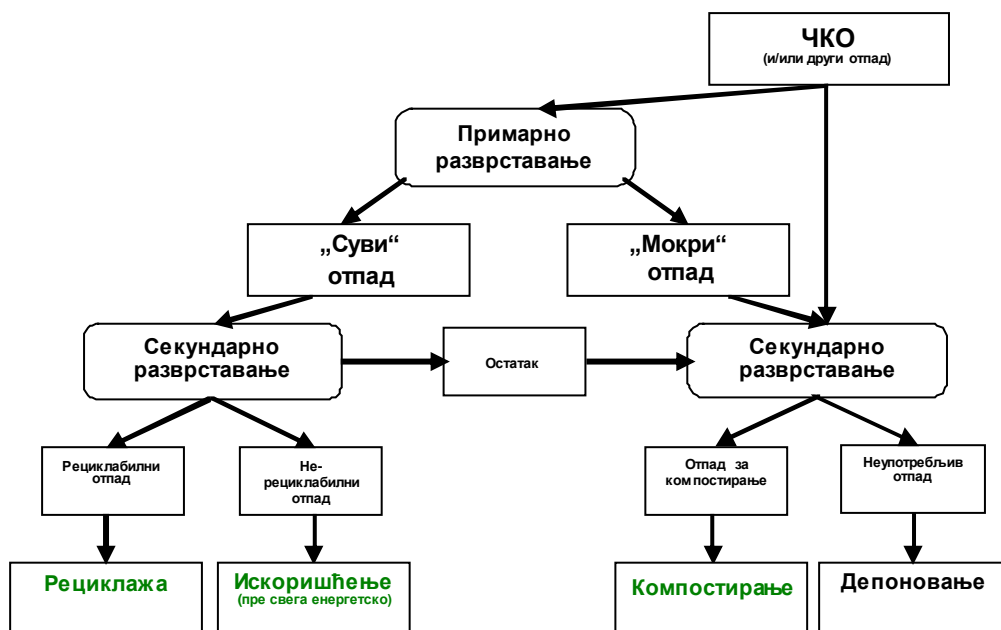 ЧКО
(и/или други отпад)
Примарно
разврставање
„Суви“
отпад
„Мокри“
отпад
Секундарно
разврставање
Остатак
Секундарно
разврставање
Рециклабилни
отпад
Не-
рециклабилни
отпад
Отпад за
компостирање
Неупотребљив
отпад
Рециклажа
Искоришћење
(пре свега енергетско)
Компостирање
Депоновање